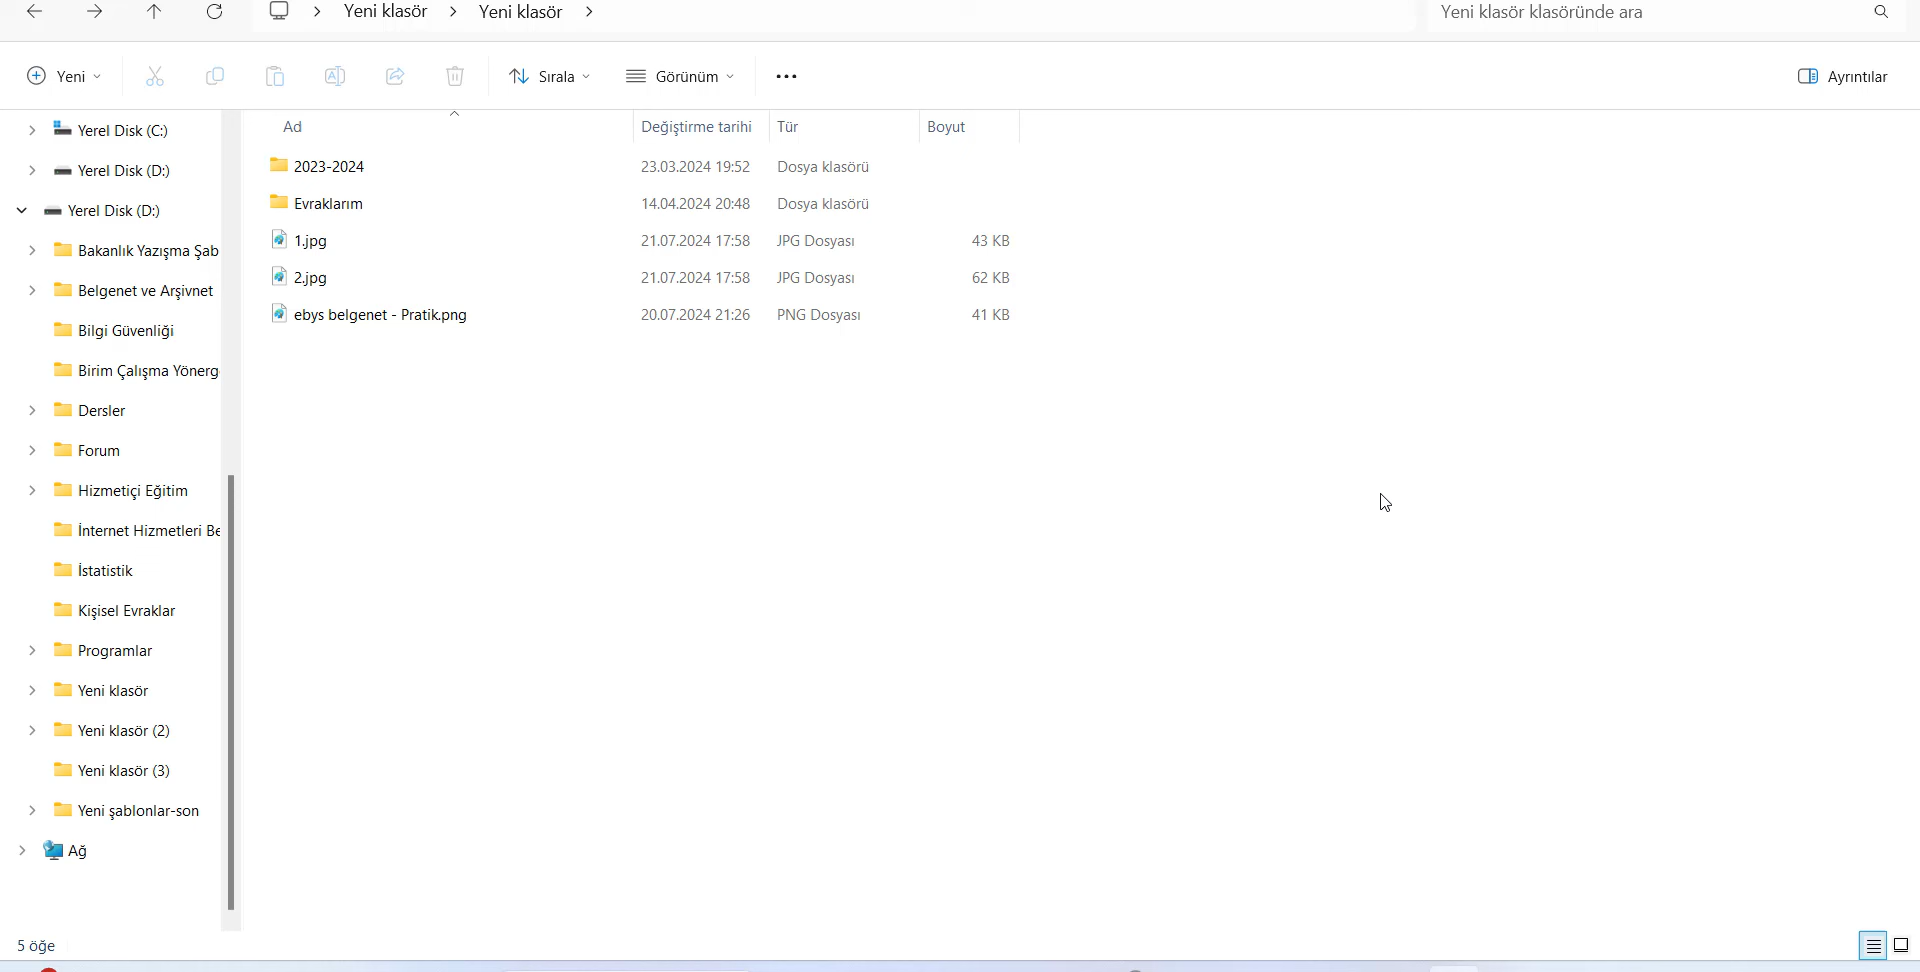 Yeni klasör > Yeni klasör >
Yeni klasör klasöründe ara
Yeni
Sırala
Görünüm
Ayrıntılar
Ad Değiştirme tarihi Tür Boyut
2023-2024 23.03.2024 19:52 Dosya klasörü
Evraklarım 14.04.2024 20:48 Dosya klasörü
1.jpg 21.07.2024 17:58 JPG Dosyası 43 KB
2.jpg 21.07.2024 17:58 JPG Dosyası 62 KB
ebys belgenet - Pratik.png 20.07.2024 21:26 PNG Dosyası 41 KB
Yerel Disk (C:)
Yerel Disk (D:)
Yerel Disk (D:)
Bakanlık Yazışma Şab
Belgenet ve Arşivnet
Bilgi Güvenliği
Birim Çalışma Yönerg
Dersler
Forum
Hizmetiçi Eğitim
İnternet Hizmetleri Be
İstatistik
Kişisel Evraklar
Programlar
Yeni klasör
Yeni klasör (2)
Yeni klasör (3)
Yeni şablonlar-son
Ağ
5 öğe